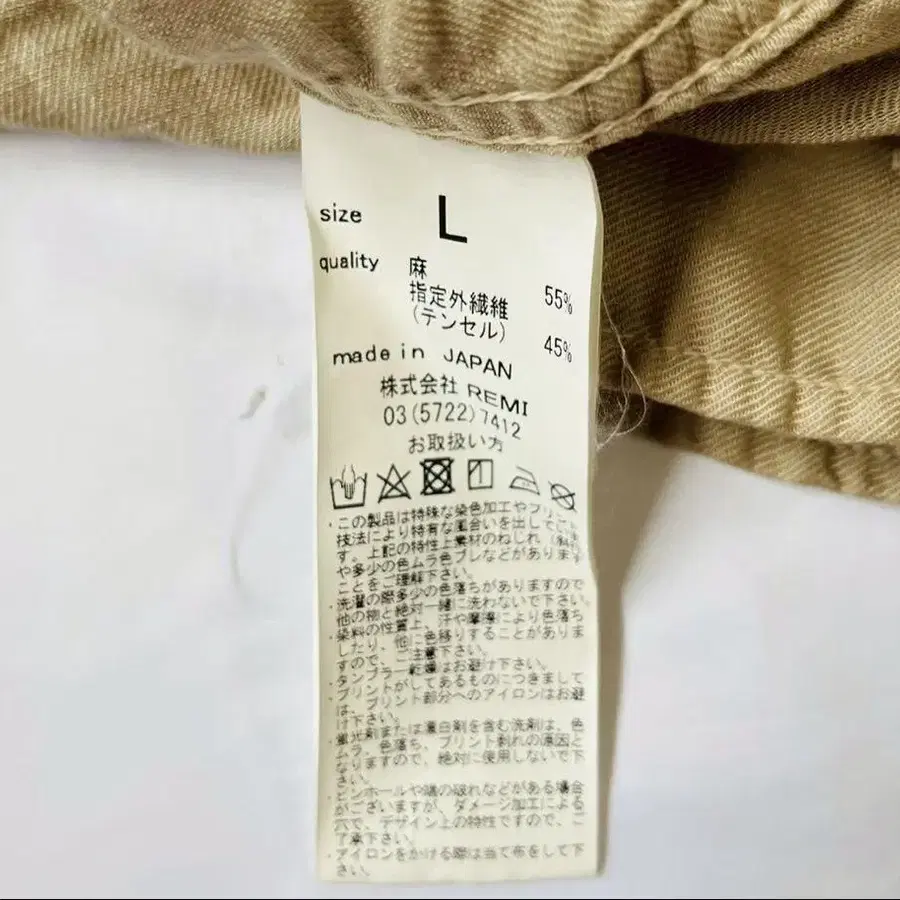 size L
quality 麻 55%
指定外繊維
(テンセル) 45%
made in JAPAN
株式会社 REMI
03(5722)7412
お取扱い方
・この製品は特殊な染色加工やプリント
技法により特有な風合いを出してい
す。上記の特性上素材のねじれ
や多少の色ムラ色ブレなどがあります
ことをご理解下さい。
・洗濯の際多少の色落ちがありますので
他の物と絶対一緒に洗わないで下さい。
・染料の性質上、汗や摩擦により色落ち
したり、他に色移りすることがありま
すので、ご注意下さい。
・タンブラー乾燥はお避け下さい。
・プリントがしてあるものにつきまして
は、プリント部分へのアイロンはお避
け下さい。
・蛍光剤または漂白剤を含む洗剤は、色
ムラ、色落ち、プリント剥れの原因と
なりますので、絶対に使用しないで下
さい。
・ピンホールや端の破れなどがある場合
がございますが、ダメージ加工による
穴で、デザイン上の特性ですので、ご
了承下さい。
・アイロンをかける際は当て布をして下
さい。